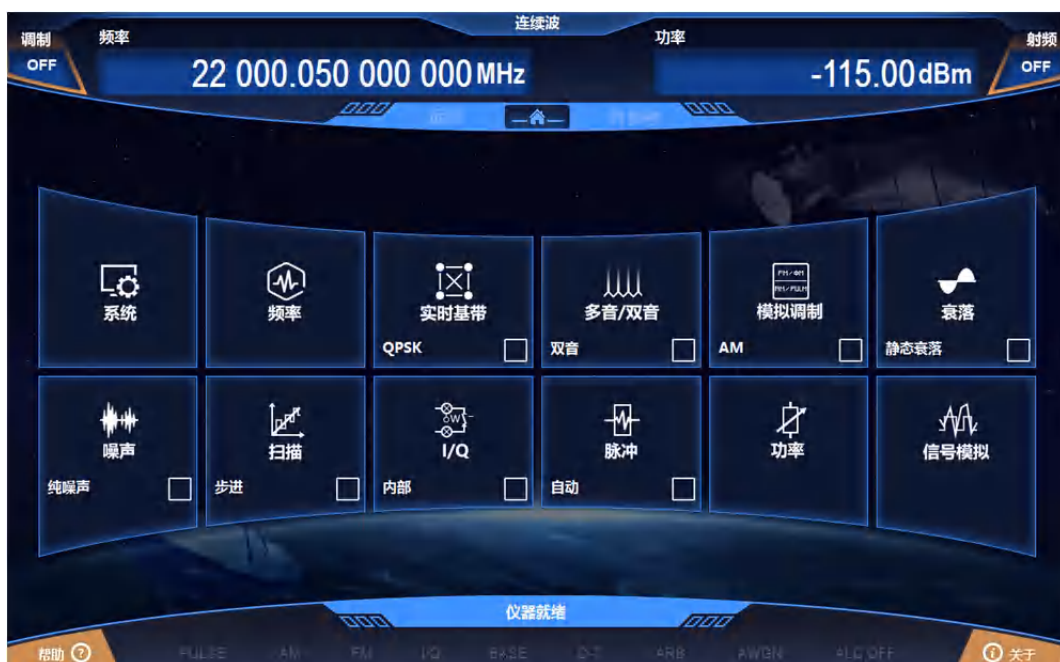 连续波
调制
频率
功率
射频
OFF
22 000.050 000 000 MHz
-115.00 dBm
OFF
系统
频率
实时基带
多音/双音
模拟调制
衰落
QPSK
双音
AM
静态衰落
噪声
扫描
I/Q
脉冲
功率
信号模拟
纯噪声
步进
内部
自动
仪器就绪
帮助
PULSE
AM
FM
I/Q
BASE
ARB
AWGN
ALC OFF
关于